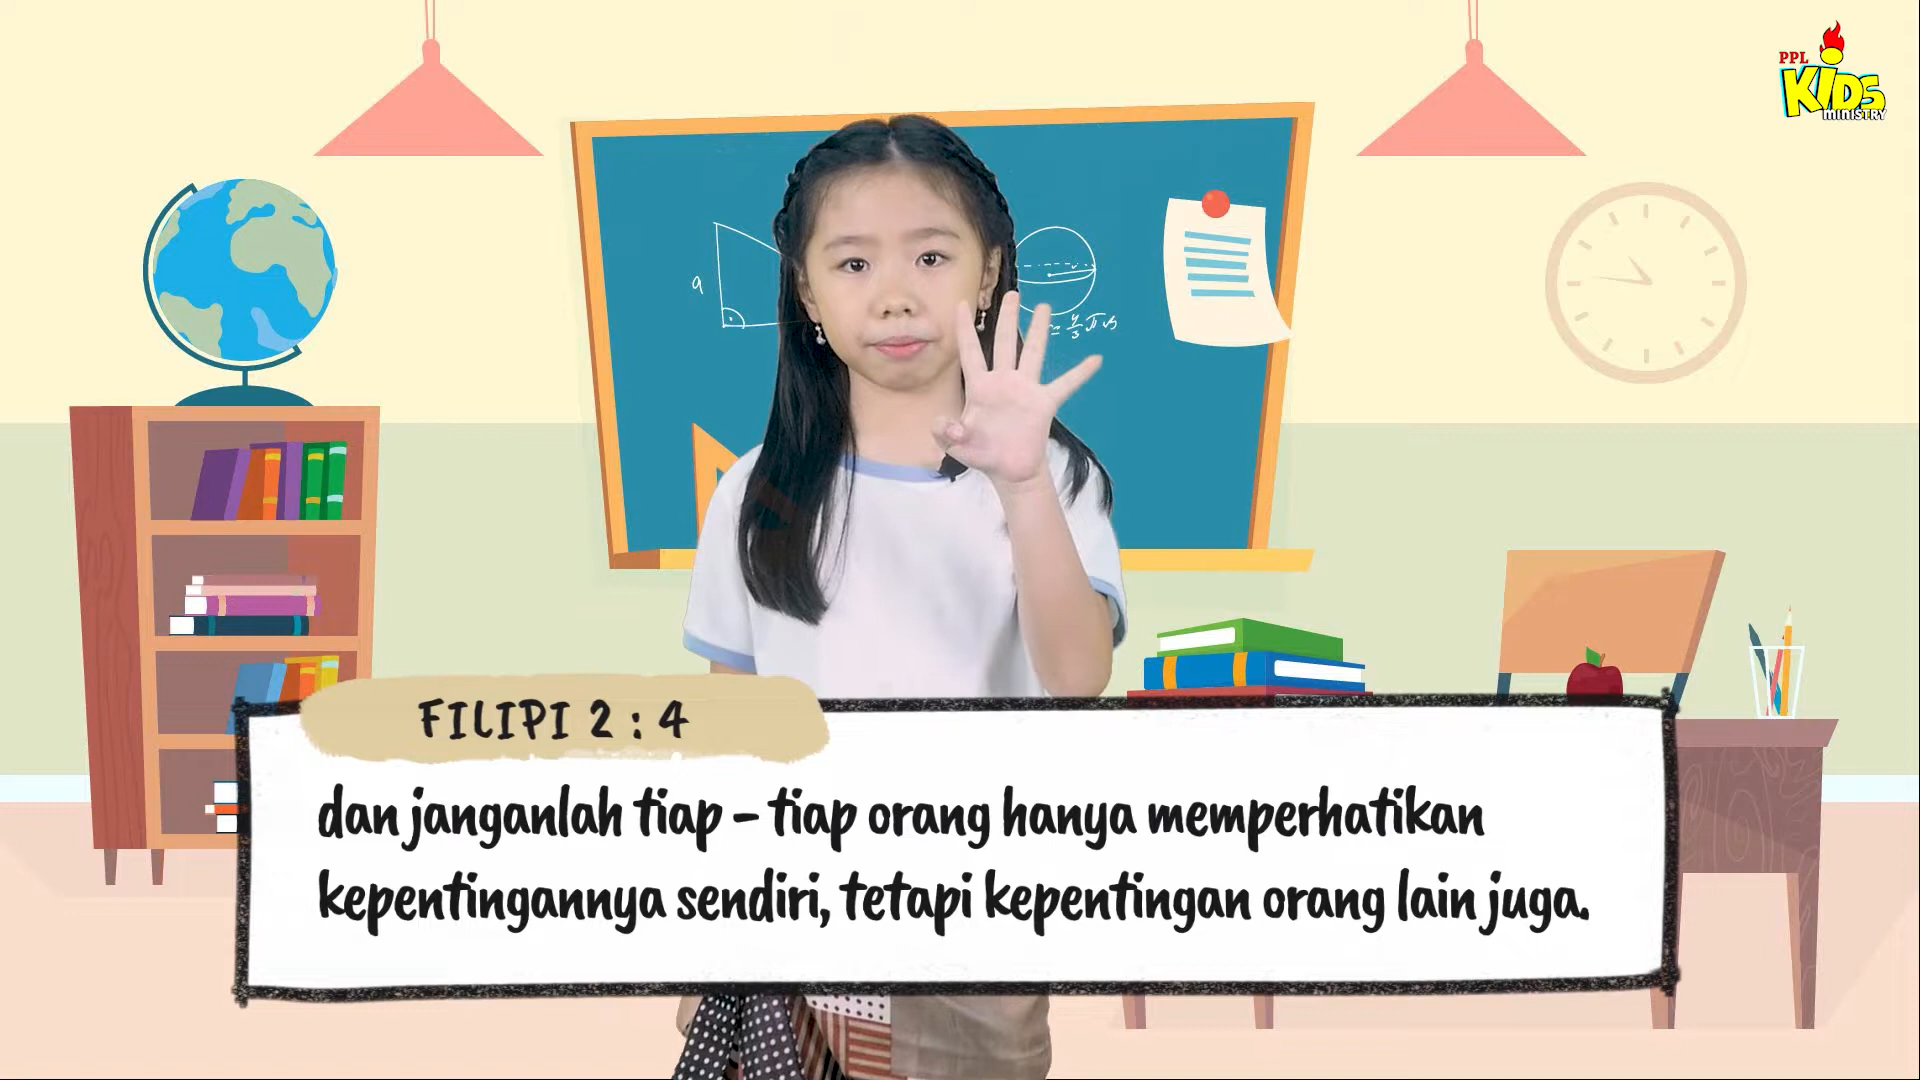 PPL
KiDS
MiNiSTRY
a
FILIPI 2 : 4
dan janganlah tiap - tiap orang hanya memperhatikan
kepentingannya sendiri, tetapi kepentingan orang lain juga.